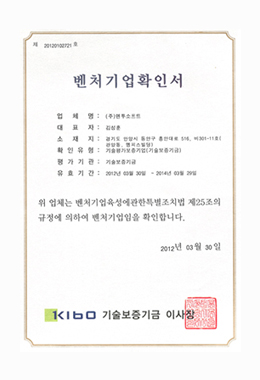 제 20120102721 호
벤처기업확인서
업 체 명 : (주)펜투소프트
대 표 자 : 김성훈
소 재 지 : 경기도 안양시 동안구 흥안대로 516, 비301-11호(
관양동, 명지스빌딩)
확 인 유 형 : 기술평가보증기업(기술보증기금)
평 가 기 관 : 기술보증기금
유 효 기 간 : 2012년 03월 30일 ~ 2014년 03월 29일
위 업체는 벤처기업육성에관한특별조치법 제25조의
규정에 의하여 벤처기업임을 확인합니다.
2012년 03월 30일
KIBO 기술보증기금 이사장